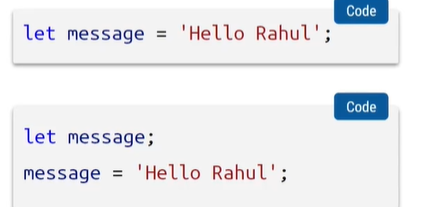 Code
let message = 'Hello Rahul';
Code
let message;
message = 'Hello Rahul';